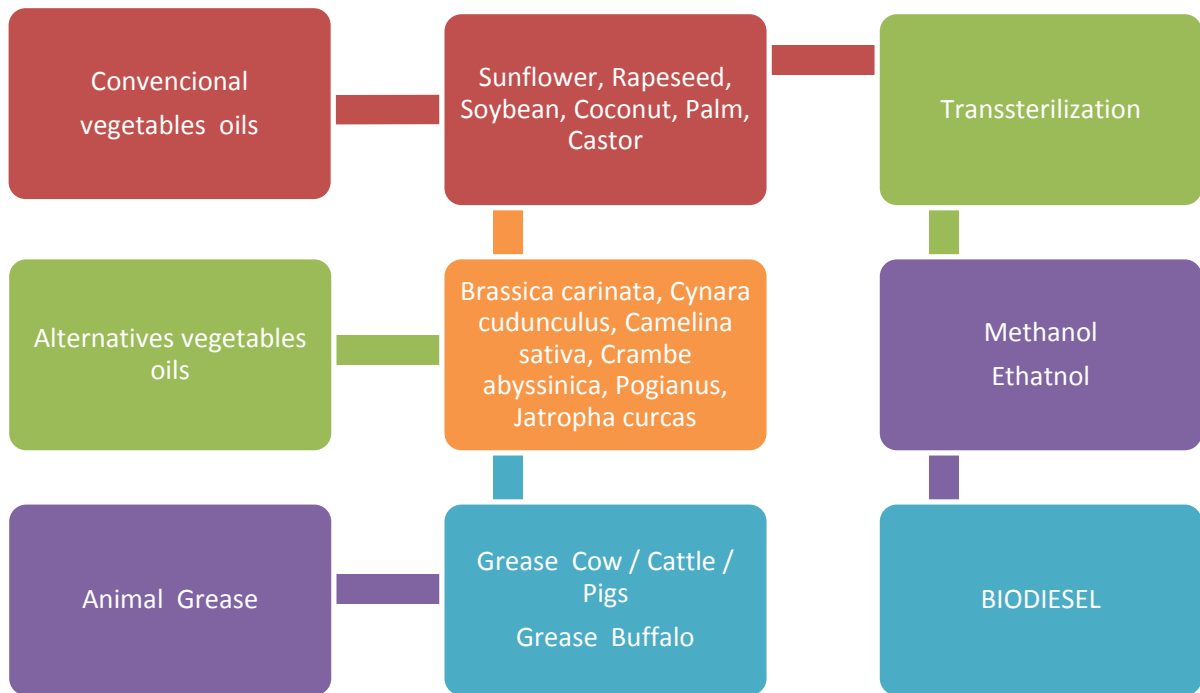 Convencional
vegetables oils
Sunflower, Rapeseed,
Soybean, Coconut, Palm,
Castor
Transsterilization
Alternatives vegetables
oils
Brassica carinata, Cynara
cudunculus, Camelina
sativa, Crambe
abyssinica, Pogianus,
Jatropha curcas
Methanol
Ethatnol
Animal Grease
Grease Cow / Cattle /
Pigs
Grease Buffalo
BIODIESEL